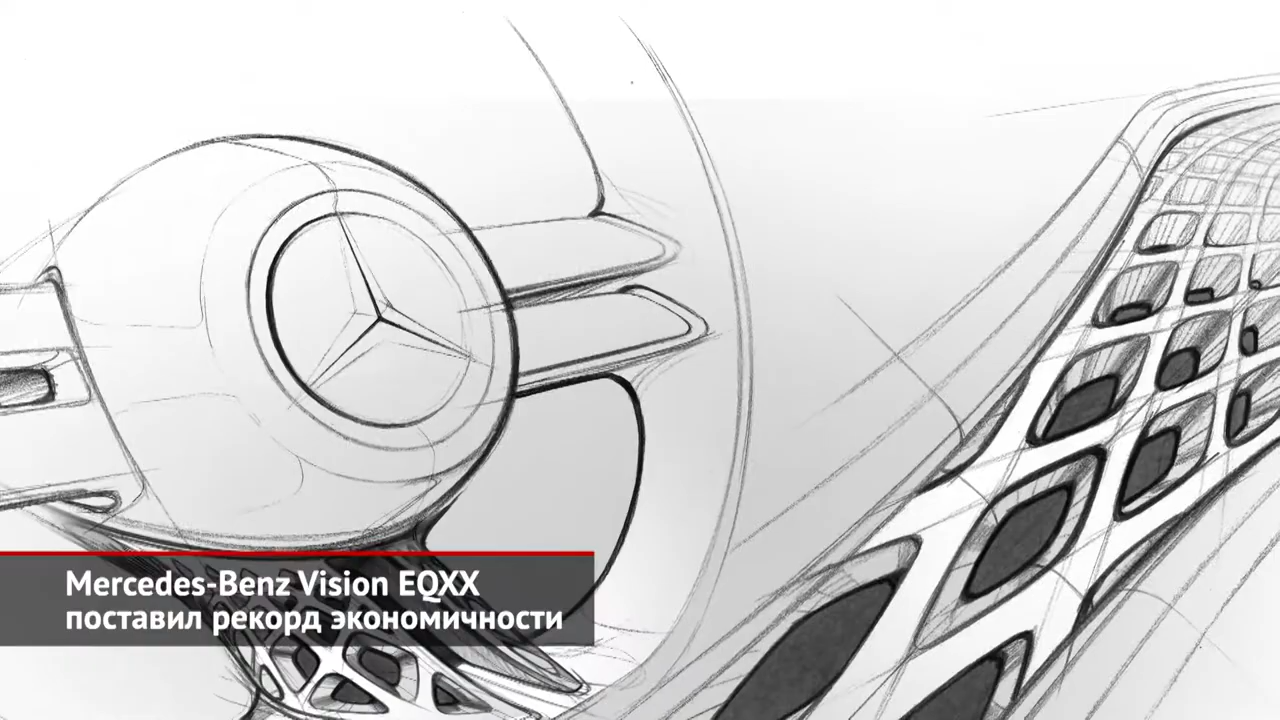 Mercedes-Benz Vision EQXX
поставил рекорд экономичности